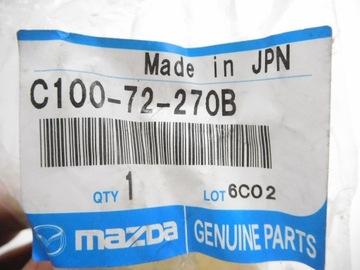 Made in JPN
C100-72-270B
QTY 1 LOT 6C02
mazda GENUINE PARTS